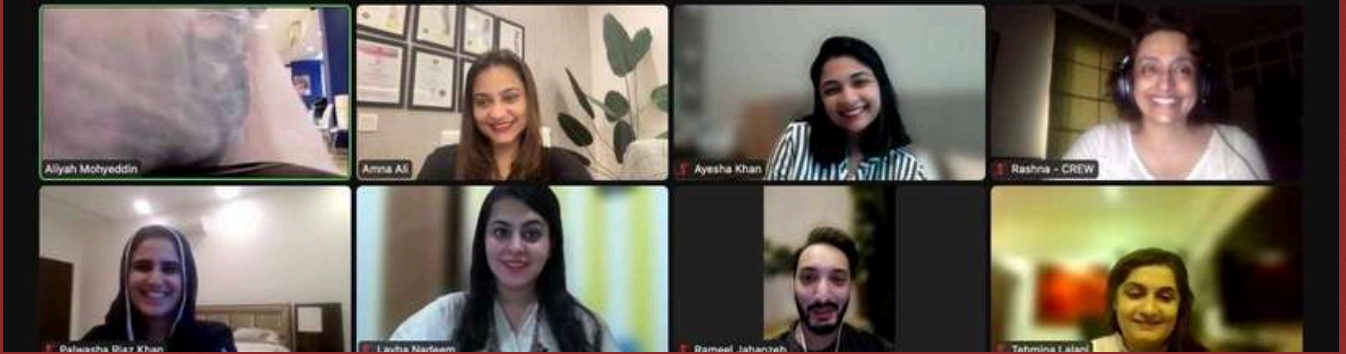 Aliyah Mohyeddin
Amna Ali
Ayesha Khan
Rashna - CREW
Palwasha Riaz Khan
Layba Nadeem
Rameel Jahanzeb
Tehmina Lalani